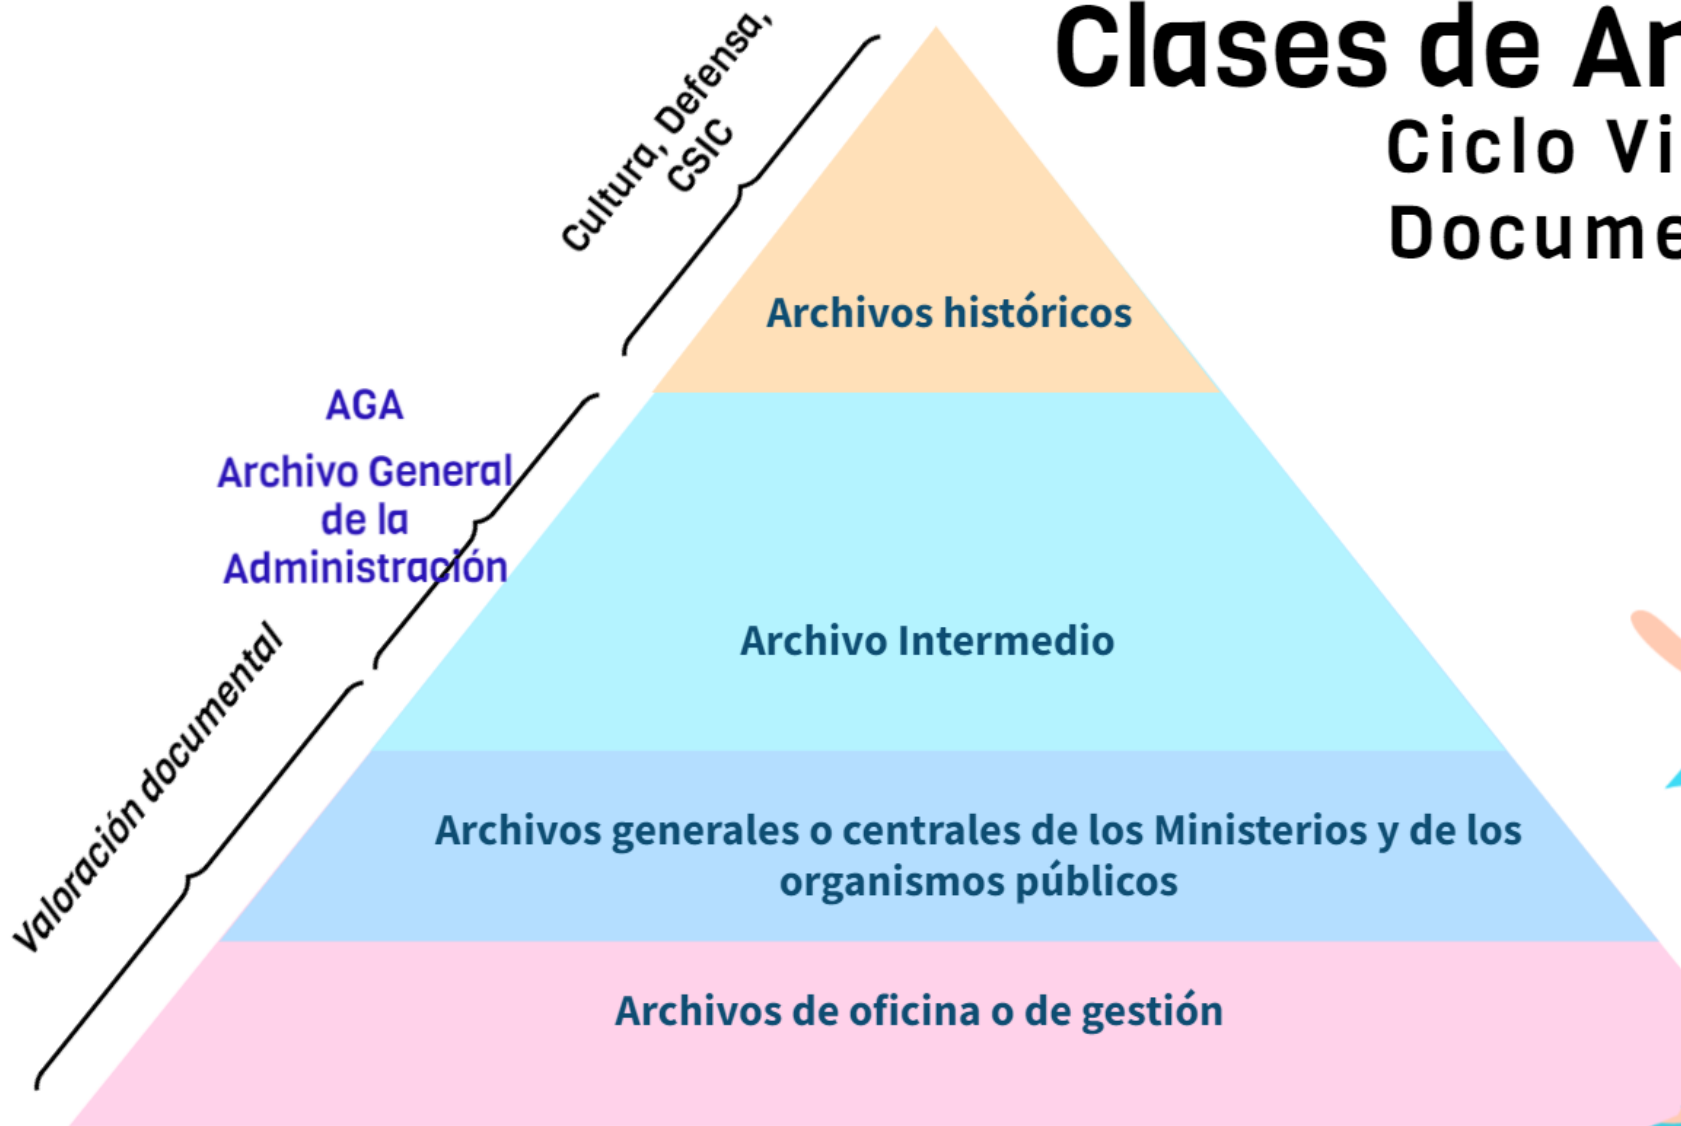 Clases de Ar
Ciclo Vi
Docume
Cultura, Defensa,
CSIC
Archivos históricos
AGA
Archivo General
de la
Administración
Archivo Intermedio
Valoración documental
Archivos generales o centrales de los Ministerios y de los
organismos públicos
Archivos de oficina o de gestión